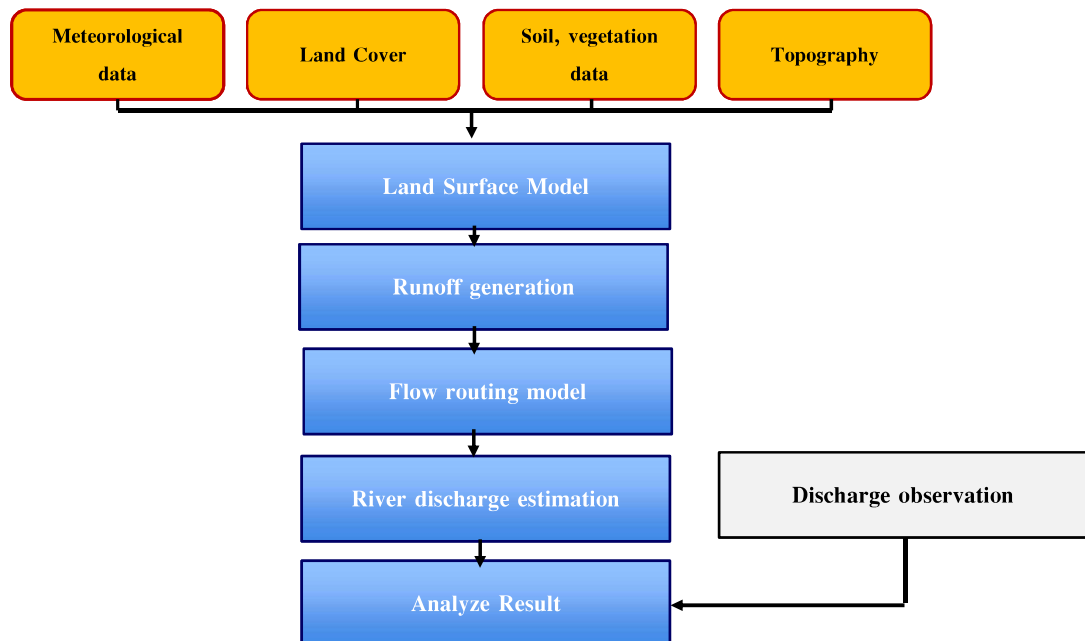 Meteorological
data
Land Cover
Soil, vegetation
data
Topography
Land Surface Model
Runoff generation
Flow routing model
River discharge estimation
Discharge observation
Analyze Result